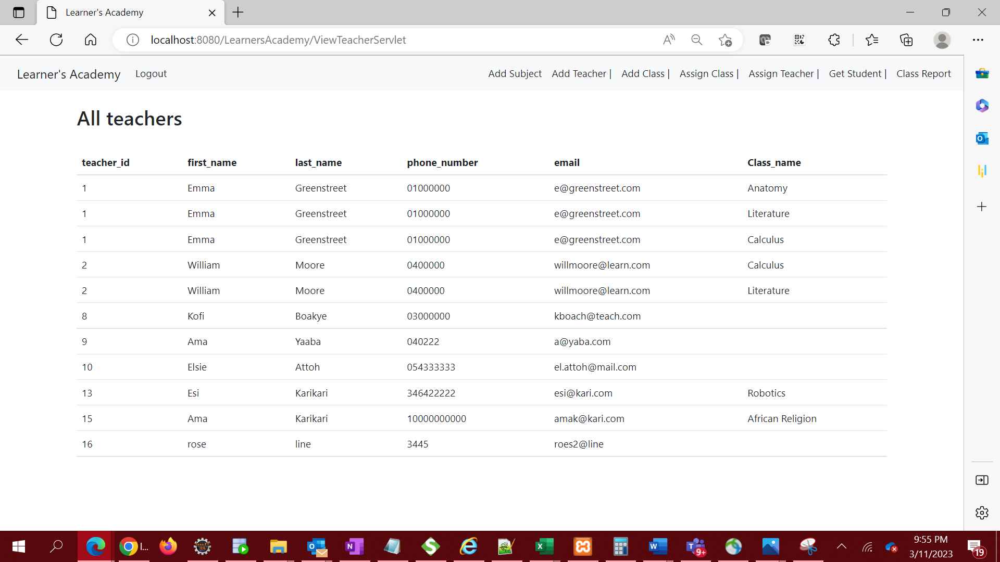 Learner's Academy
localhost:8080/LearnersAcademy/ViewTeacherServlet
Learner's Academy Logout Add Subject Add Teacher | Add Class | Assign Class | Assign Teacher | Get Student | Class Report
All teachers
teacher_id first_name last_name phone_number email Class_name
1 Emma Greenstreet 01000000 e@greenstreet.com Anatomy
1 Emma Greenstreet 01000000 e@greenstreet.com Literature
1 Emma Greenstreet 01000000 e@greenstreet.com Calculus
2 William Moore 0400000 willmoore@learn.com Calculus
2 William Moore 0400000 willmoore@learn.com Literature
8 Kofi Boakye 03000000 kboach@teach.com
9 Ama Yaaba 040222 a@yaba.com
10 Elsie Attoh 054333333 el.attoh@mail.com
13 Esi Karikari 346422222 esi@kari.com Robotics
15 Ama Karikari 10000000000 amak@kari.com African Religion
16 rose line 3445 roes2@line
9:55 PM
3/11/2023
19
9+